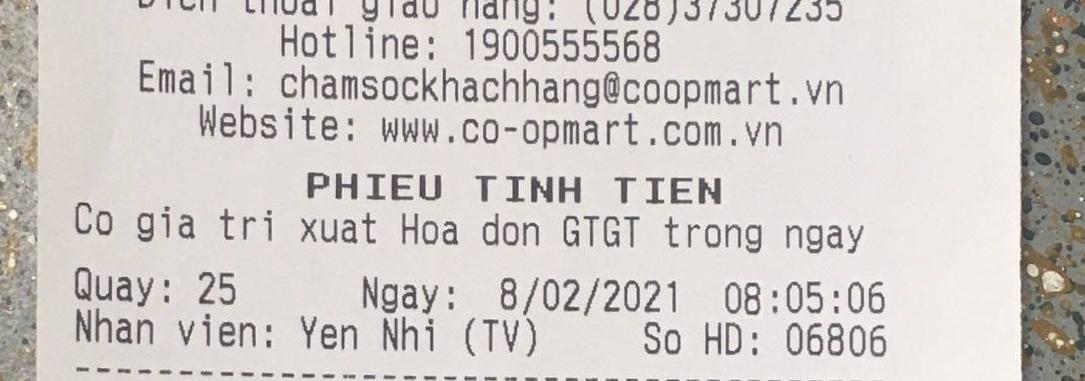 Dien thoai giao hang: (028)37307235
Hotline: 1900555568
Email: chamsockhachhang@coopmart.vn
Website: www.co-opmart.com.vn
PHIEU TINH TIEN
Co gia tri xuat Hoa don GTGT trong ngay
Quay: 25 Ngay: 8/02/2021 08:05:06
Nhan vien: Yen Nhi (TV) So HD: 06806